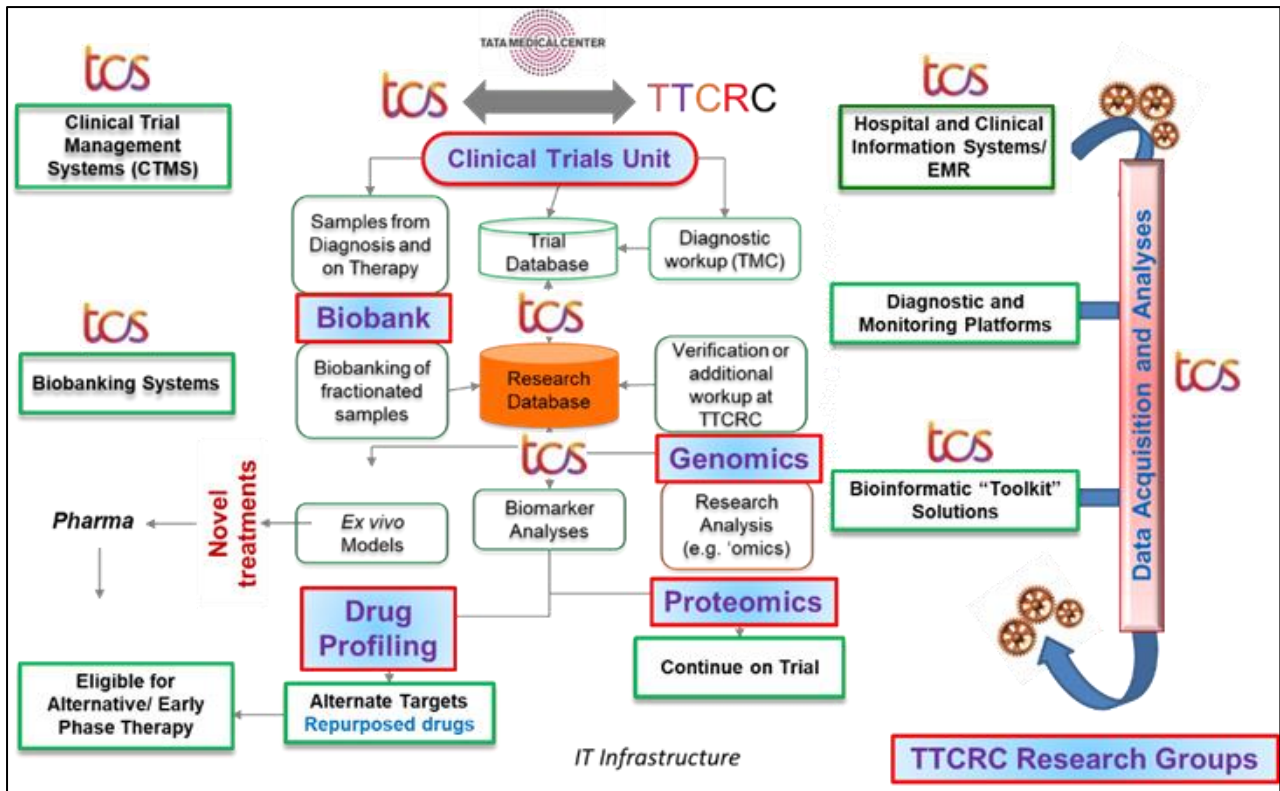 TATA MEDICAL CENTER
tcs
TTCRC
tcs
Clinical Trial
Management
Systems (CTMS)
Clinical Trials Unit
Hospital and Clinical
Information Systems/
EMR
Samples from
Diagnosis and
on Therapy
Trial
Database
Diagnostic
workup (TMC)
Data Acquisition and Analyses
tcs
Biobank
tcs
Diagnostic and
Monitoring Platforms
Biobanking Systems
Biobanking of
fractionated
samples
Research
Database
Verification or
additional
workup at
TTCRC
tcs
tcs
Genomics
tcs
Bioinformatic “Toolkit”
Solutions
Pharma
Novel
treatments
Ex vivo
Models
Biomarker
Analyses
Research
Analysis
(e.g. ‘omics)
Drug
Profiling
Proteomics
Continue on Trial
Eligible for
Alternative/ Early
Phase Therapy
Alternate Targets
Repurposed drugs
IT Infrastructure
TTCRC Research Groups